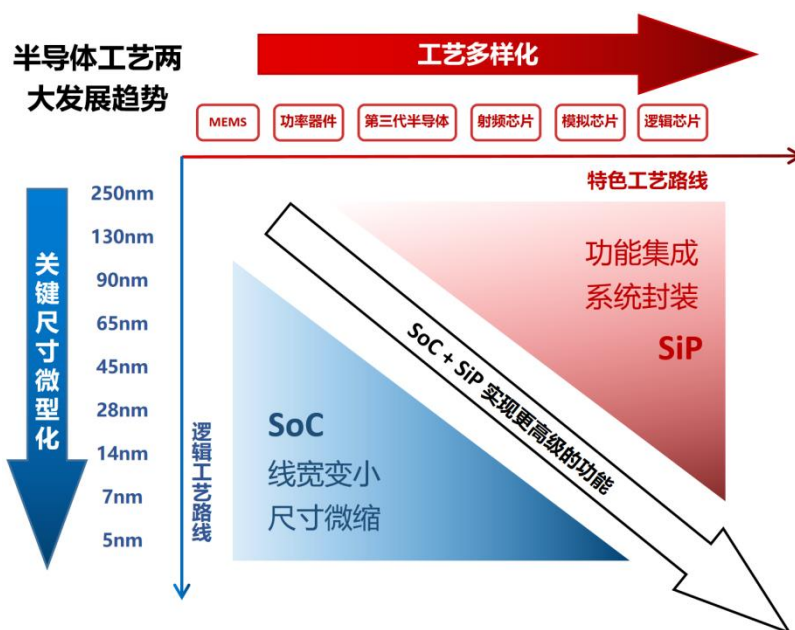 半导体工艺两
大发展趋势
工艺多样化
MEMS
功率器件
第三代半导体
射频芯片
模拟芯片
逻辑芯片
特色工艺路线
关键尺寸微型化
250nm
130nm
90nm
65nm
45nm
28nm
14nm
7nm
5nm
逻辑工艺路线
功能集成
系统封装
SiP
SoC + SiP 实现更高级的功能
SoC
线宽变小
尺寸微缩